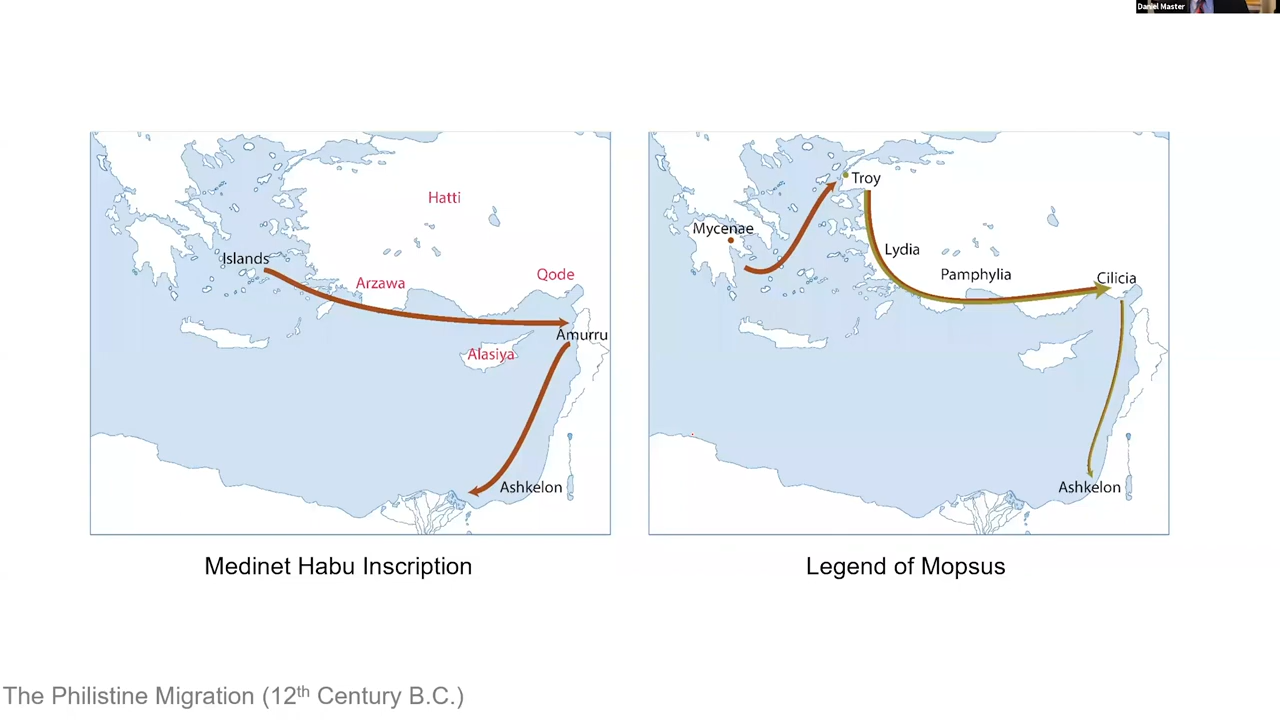 Daniel Master
Hatti
Islands
Arzawa
Qode
Amurru
Alasiya
Ashkelon
Medinet Habu Inscription
Troy
Mycenae
Lydia
Pamphylia
Cilicia
Ashkelon
Legend of Mopsus
The Philistine Migration (12th Century B.C.)